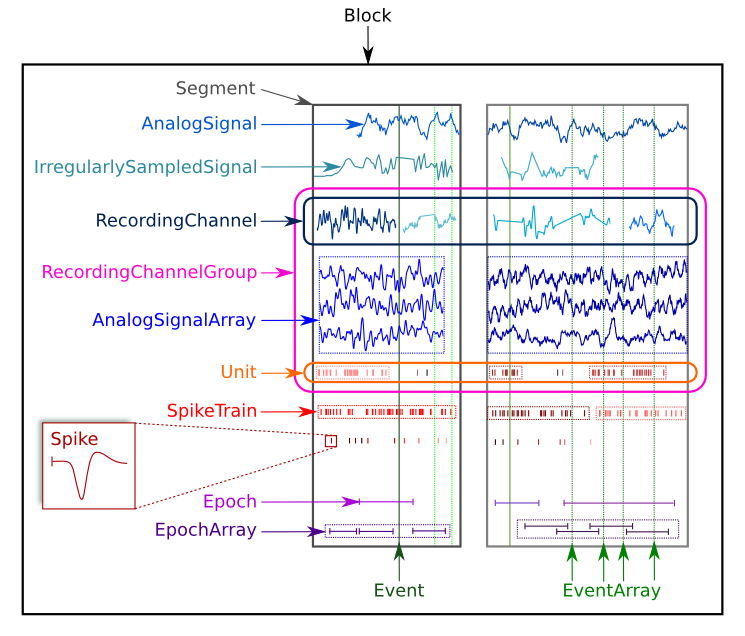 Block
Segment
AnalogSignal
IrregularlySampledSignal
RecordingChannel
RecordingChannelGroup
AnalogSignalArray
Unit
SpikeTrain
Spike
Epoch
EpochArray
Event
EventArray